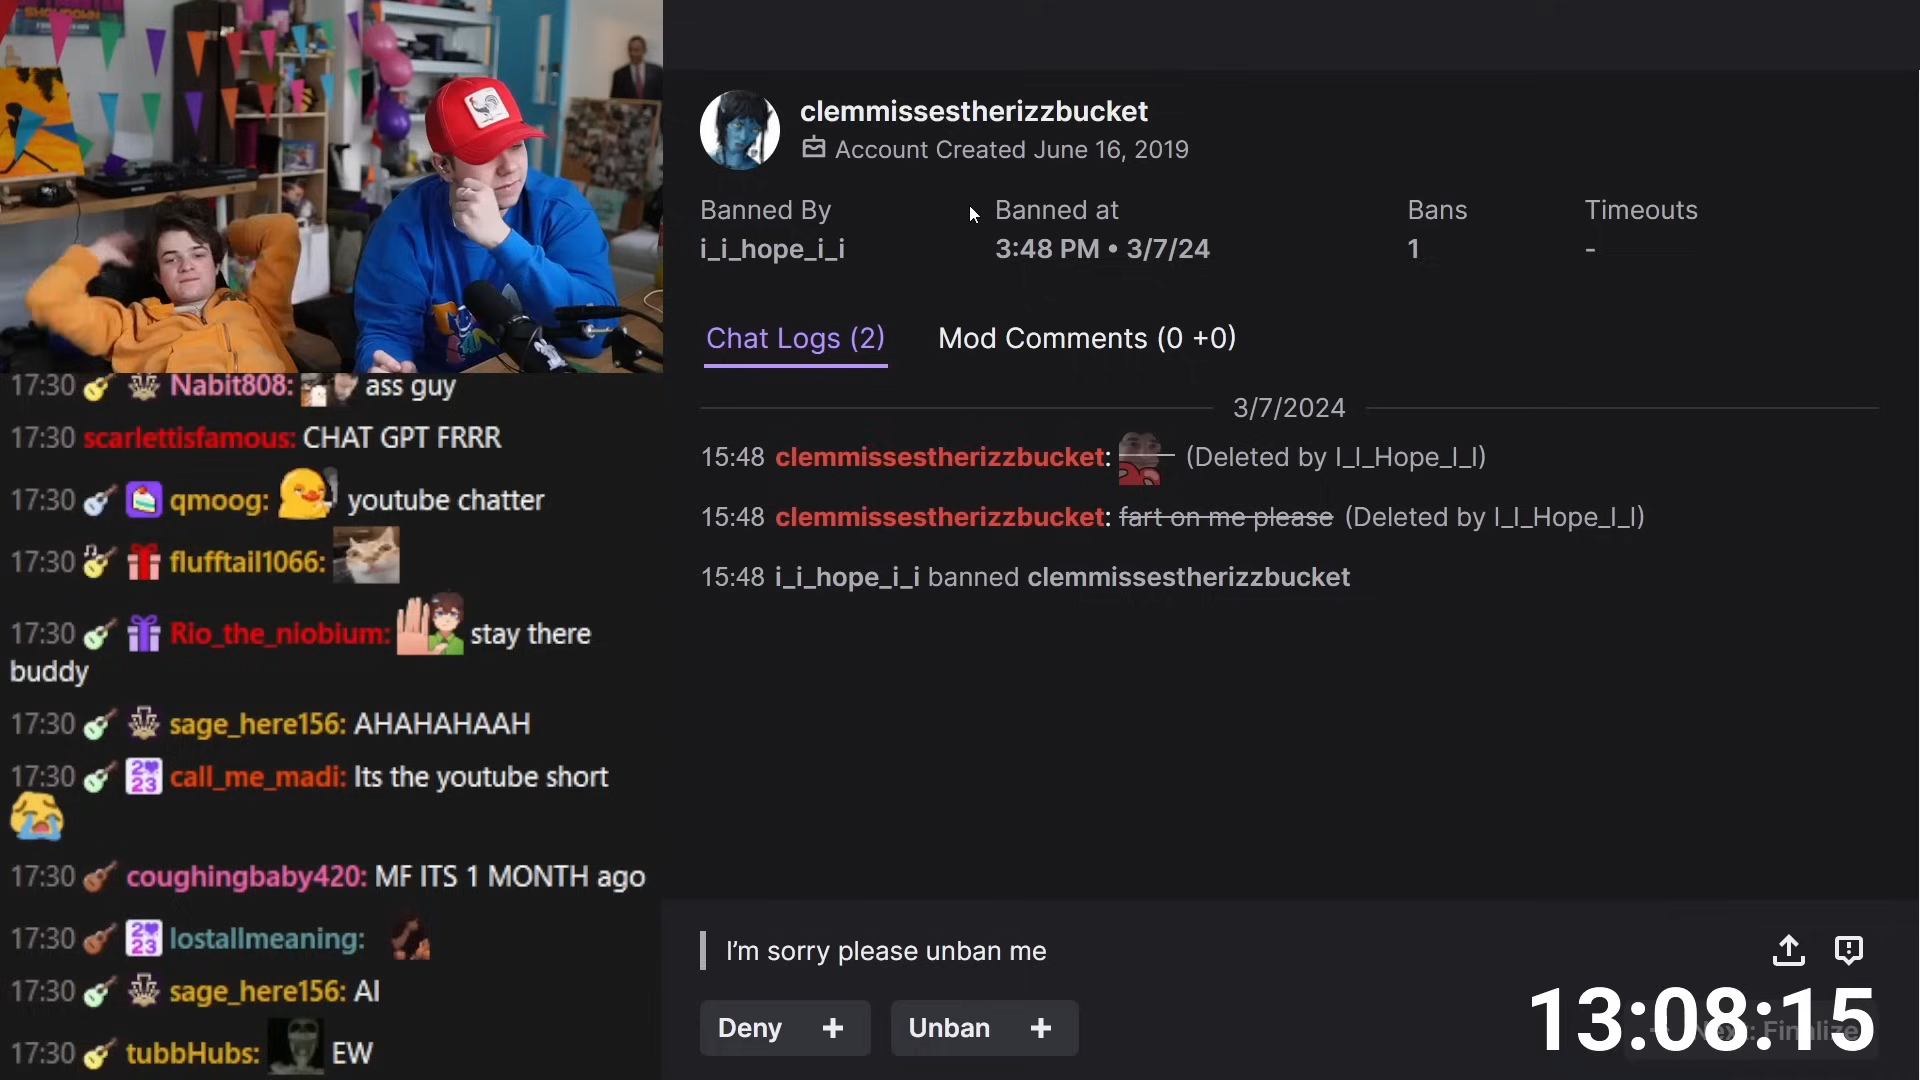 SHOWDOWN
17:30 Nabit808: ass guy
17:30 scarlettisfamous: CHAT GPT FRRR
17:30 qmoog: youtube chatter
17:30 flufftail1066:
17:30 Rio_the_niobium: stay there
buddy
17:30 sage_here156: AHAHAHAAH
17:30 call_me_madi: Its the youtube short
17:30 coughingbaby420: MF ITS 1 MONTH ago
17:30 lostallmeaning:
17:30 sage_here156: AI
17:30 tubbHubs: EW
clemmissestherizzbucket
Account Created June 16, 2019
Banned By Banned at Bans Timeouts
i_i_hope_i_i 3:48 PM • 3/7/24 1 -
Chat Logs (2) Mod Comments (0 +0)
3/7/2024
15:48 clemmissestherizzbucket: (Deleted by I_I_Hope_I_I)
15:48 clemmissestherizzbucket: fart on me please (Deleted by I_I_Hope_I_I)
15:48 i_i_hope_i_i banned clemmissestherizzbucket
I'm sorry please unban me
Deny + Unban +
Next: Finalize
13:08:15